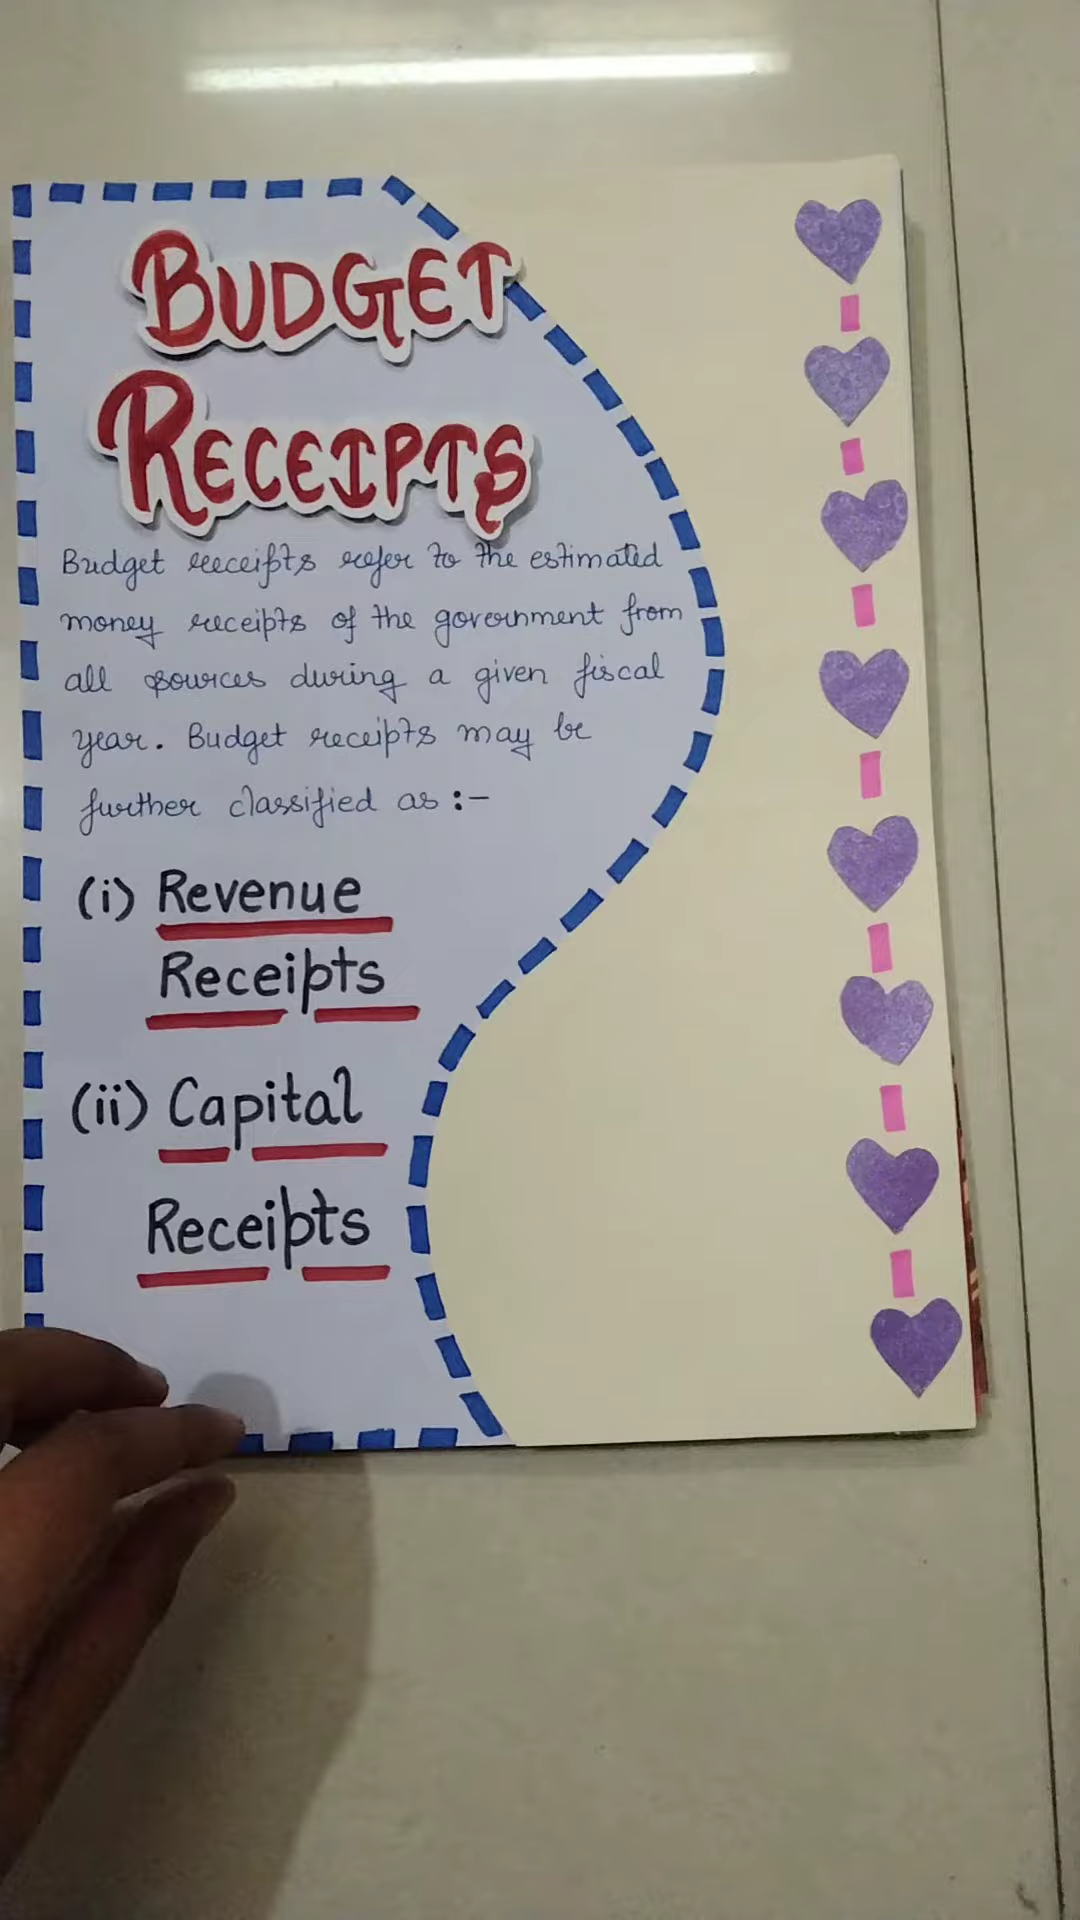 BUDGET
RECEIPTS
Budget receipts refer to the estimated
money receipts of the government from
all sources during a given fiscal
year. Budget receipts may be
further classified as :-
(i) Revenue
Receipts
(ii) Capital
Receipts